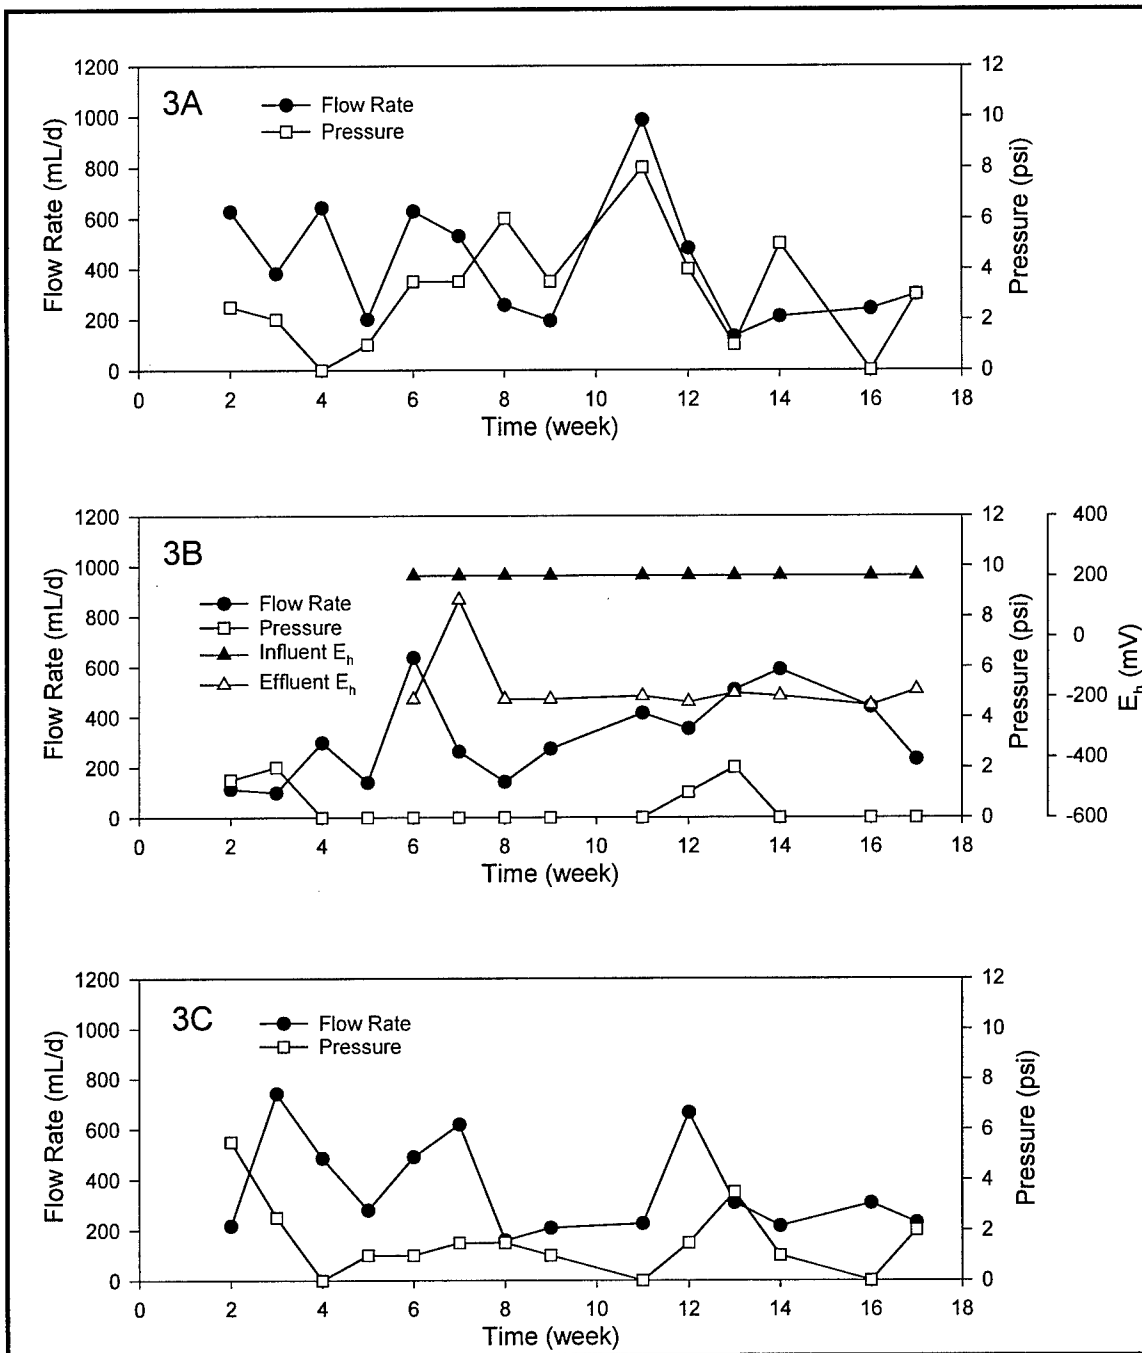 3A
Flow Rate
Pressure
1200
1000
800
600
400
200
0
Flow Rate (mL/d)
12
10
8
6
4
2
0
Pressure (psi)
0 2 4 6 8 10 12 14 16 18
Time (week)
3B
Flow Rate
Pressure
Influent Eh
Effluent Eh
1200
1000
800
600
400
200
0
Flow Rate (mL/d)
12
10
8
6
4
2
0
Pressure (psi)
400
200
0
-200
-400
-600
Eh (mV)
0 2 4 6 8 10 12 14 16 18
Time (week)
3C
Flow Rate
Pressure
1200
1000
800
600
400
200
0
Flow Rate (mL/d)
12
10
8
6
4
2
0
Pressure (psi)
0 2 4 6 8 10 12 14 16 18
Time (week)